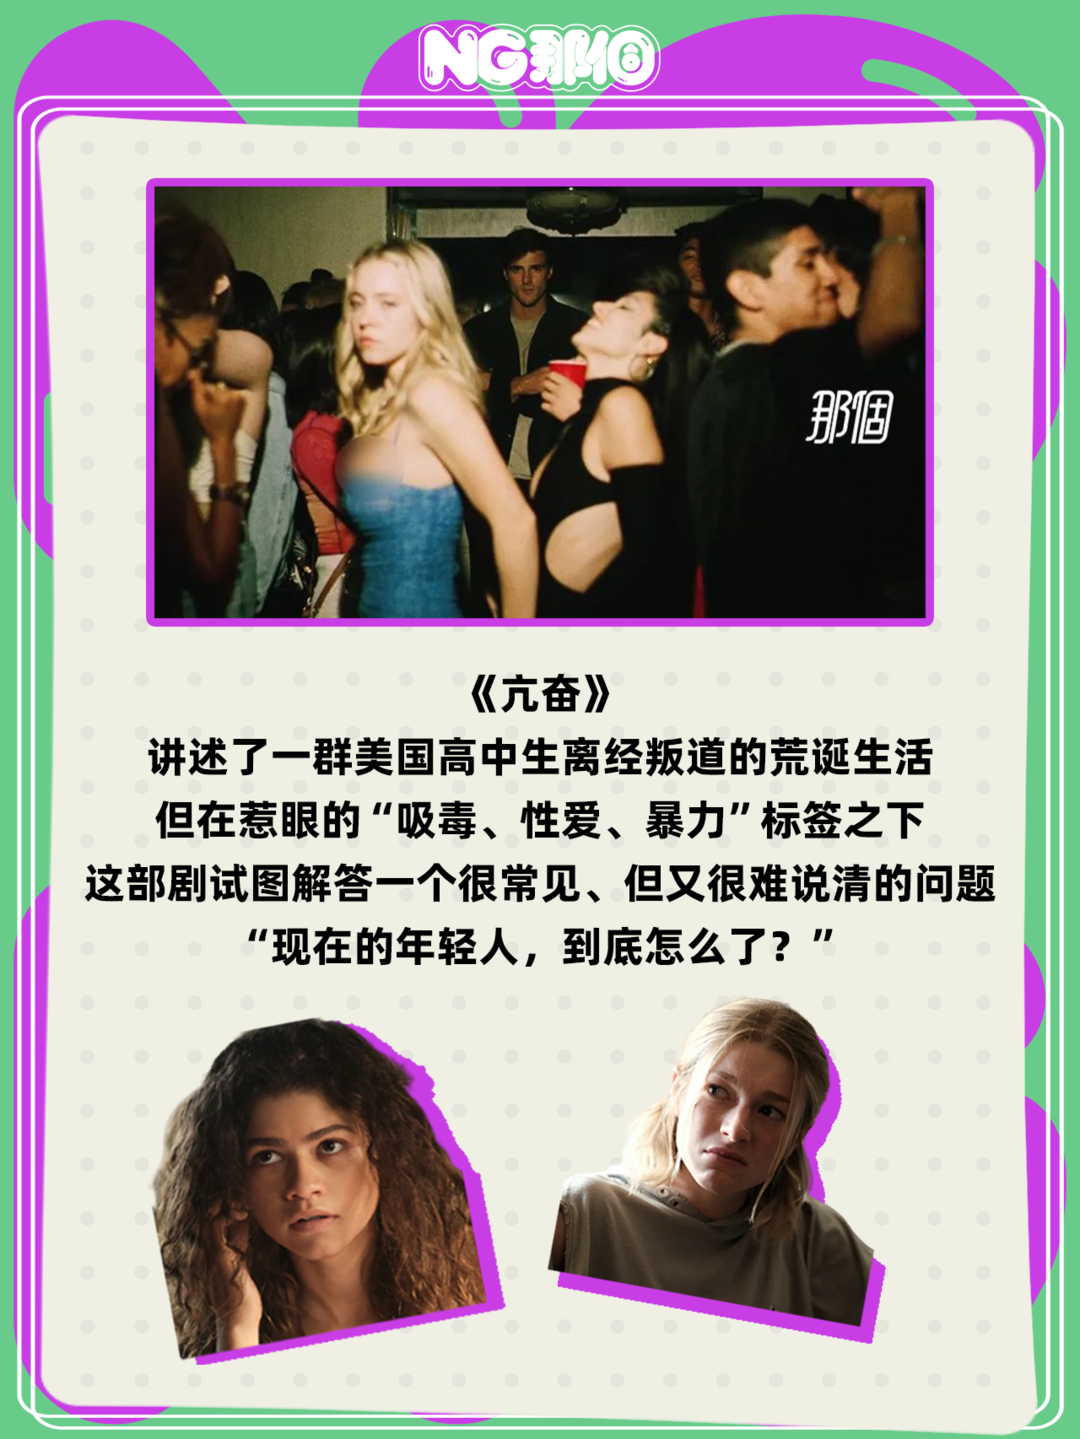 NG那個
那個
《亢奋》
讲述了一群美国高中生离经叛道的荒诞生活
但在惹眼的“吸毒、性爱、暴力”标签之下
这部剧试图解答一个很常见、但又很难说清的问题
“现在的年轻人，到底怎么了？”